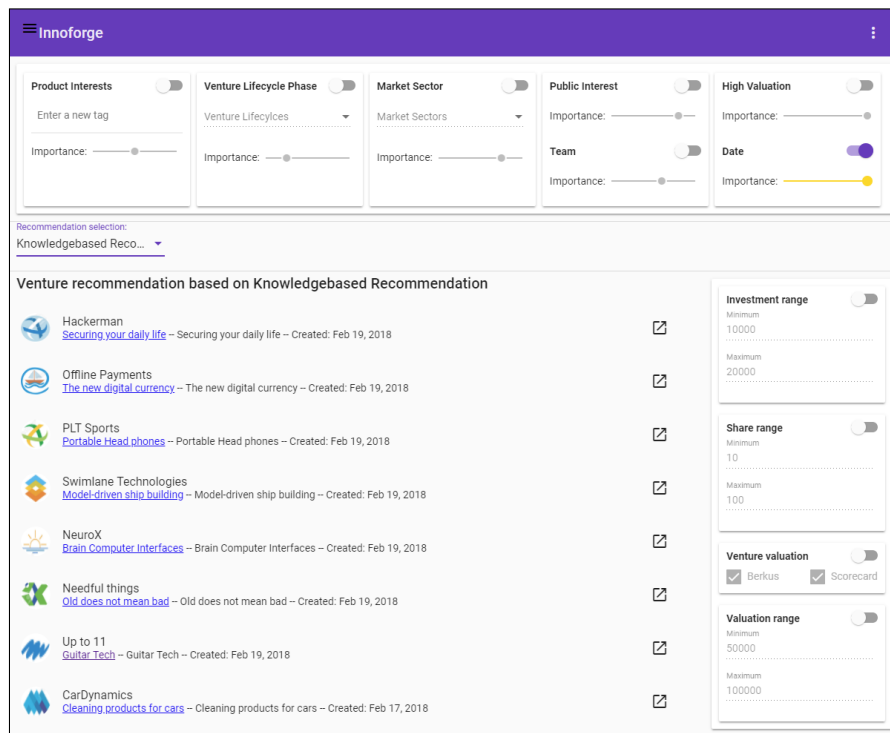 Innoforge
Product Interests
Enter a new tag
Importance:
Venture Lifecycle Phase
Venture Lifecylces
Importance:
Market Sector
Market Sectors
Importance:
Public Interest
Importance:
Team
Importance:
High Valuation
Importance:
Date
Importance:
Recommendation selection:
Knowledgebased Reco...
Venture recommendation based on Knowledgebased Recommendation
Hackerman
Securing your daily life -- Securing your daily life -- Created: Feb 19, 2018
Offline Payments
The new digital currency -- The new digital currency -- Created: Feb 19, 2018
PLT Sports
Portable Head phones -- Portable Head phones -- Created: Feb 19, 2018
Swimlane Technologies
Model-driven ship building -- Model-driven ship building -- Created: Feb 19, 2018
NeuroX
Brain Computer Interfaces -- Brain Computer Interfaces -- Created: Feb 19, 2018
Needful things
Old does not mean bad -- Old does not mean bad -- Created: Feb 19, 2018
Up to 11
Guitar Tech -- Guitar Tech -- Created: Feb 19, 2018
CarDynamics
Cleaning products for cars -- Cleaning products for cars -- Created: Feb 17, 2018
Investment range
Minimum
10000
Maximum
20000
Share range
Minimum
10
Maximum
100
Venture valuation
Berkus Scorecard
Valuation range
Minimum
50000
Maximum
100000